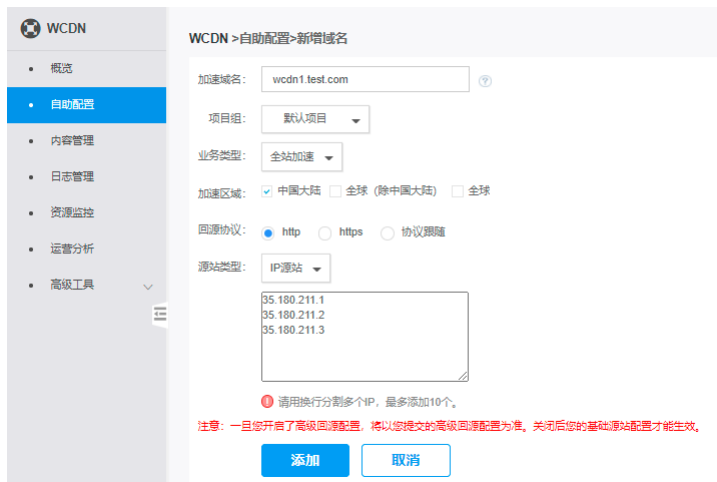 WCDN
WCDN >自助配置>新增域名
概览
自助配置
内容管理
日志管理
资源监控
运营分析
高级工具
加速域名: wcdn1.test.com ?
项目组: 默认项目
业务类型: 全站加速
加速区域: 中国大陆 全球 (除中国大陆) 全球
回源协议: http https 协议跟随
源站类型: IP源站
35.180.211.1
35.180.211.2
35.180.211.3
请用换行分割多个IP，最多添加10个。
注意：一旦您开启了高级回源配置，将以您提交的高级回源配置为准。关闭后您的基础源站配置才能生效。
添加 取消